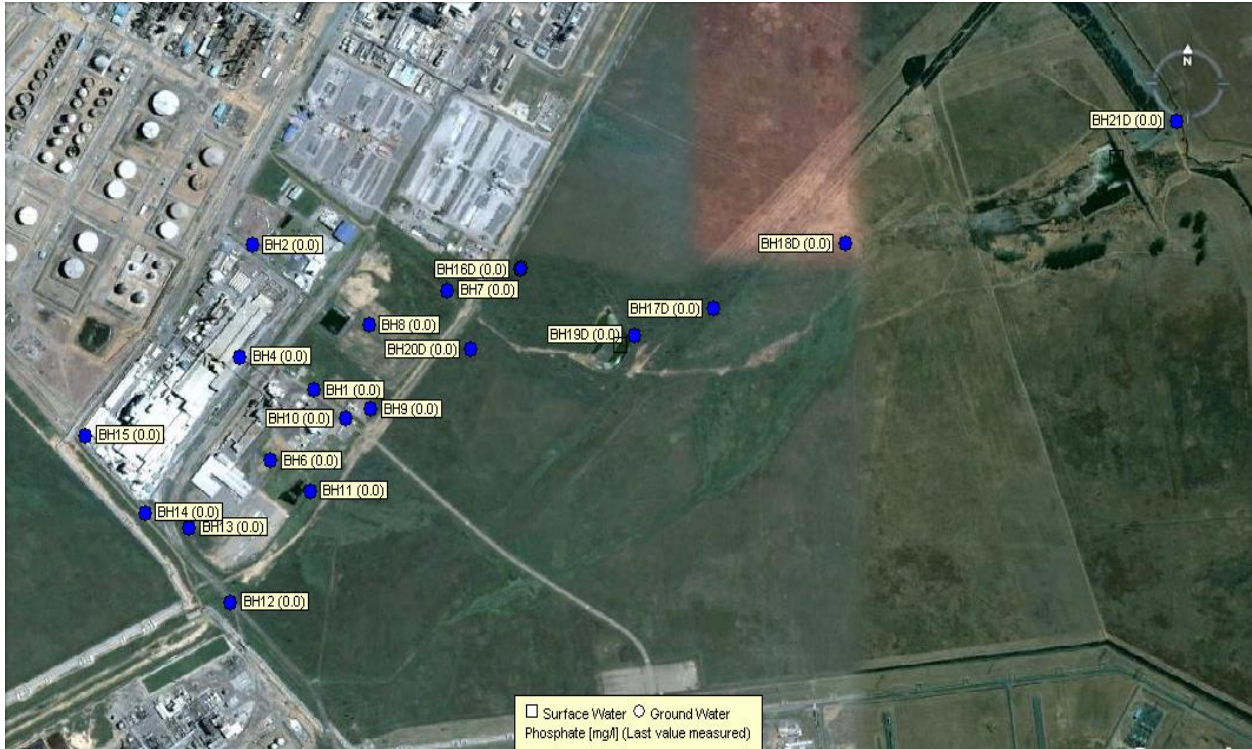 N
BH21D (0.0)
BH2 (0.0)
BH18D (0.0)
BH16D (0.0)
BH7 (0.0)
BH17D (0.0)
BH8 (0.0)
BH19D (0.0)
BH20D (0.0)
BH4 (0.0)
BH1 (0.0)
BH9 (0.0)
BH10 (0.0)
BH15 (0.0)
BH6 (0.0)
BH11 (0.0)
BH14 (0.0)
BH13 (0.0)
BH12 (0.0)
Surface Water Ground Water
Phosphate [mg/l] (Last value measured)